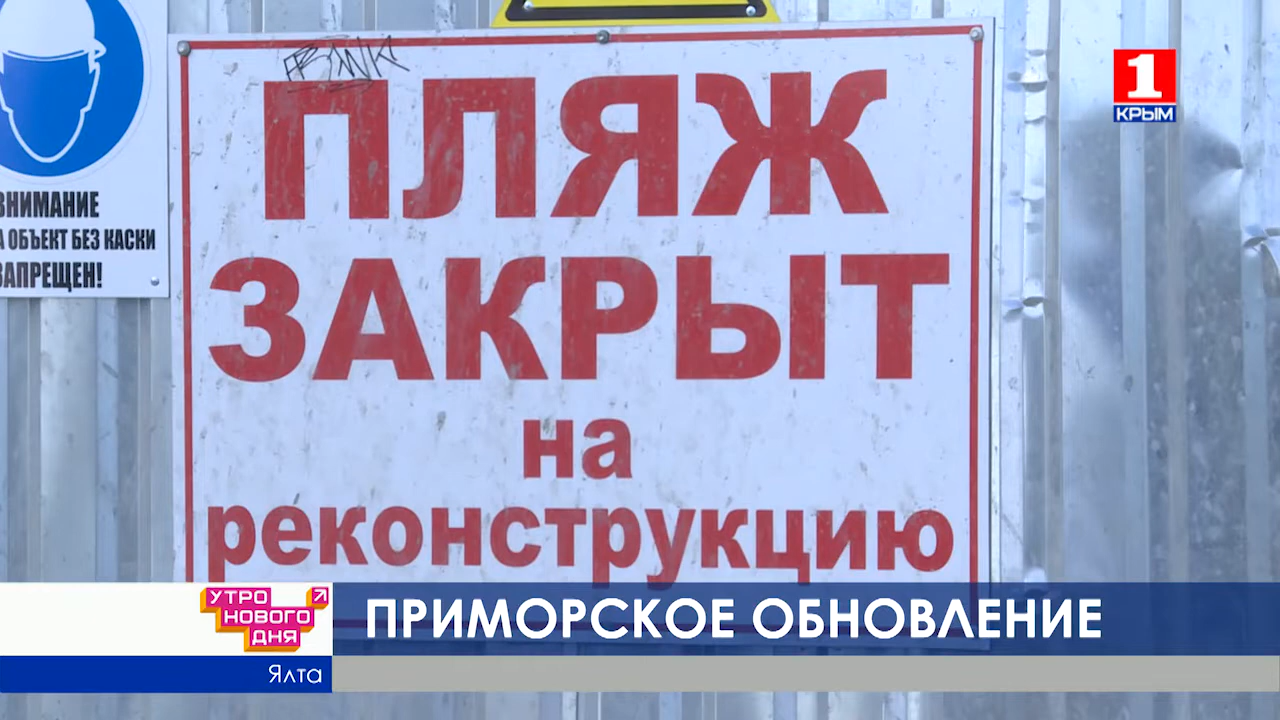 1
КРЫМ
ПЛЯЖ
ЗАКРЫТ
на
реконструкцию
ВНИМАНИЕ
А ОБЪЕКТ БЕЗ КАСКИ
ЗАПРЕЩЕН!
УТРО
НОВОГО
ДНЯ
ПРИМОРСКОЕ ОБНОВЛЕНИЕ
Ялта